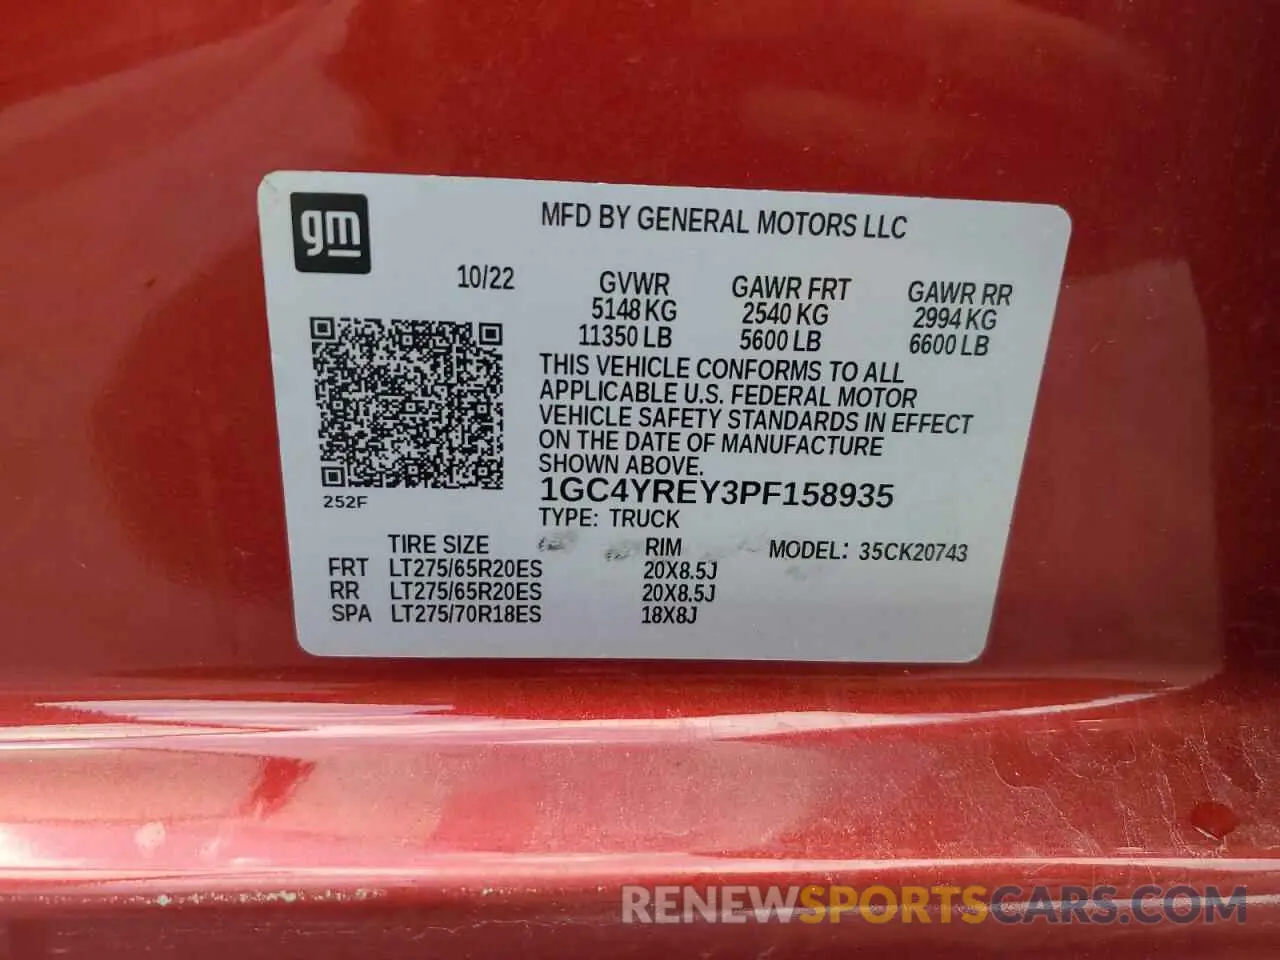 gm
MFD BY GENERAL MOTORS LLC
10/22 GVWR GAWR FRT GAWR RR
5148 KG 2540 KG 2994 KG
11350 LB 5600 LB 6600 LB
THIS VEHICLE CONFORMS TO ALL
APPLICABLE U.S. FEDERAL MOTOR
VEHICLE SAFETY STANDARDS IN EFFECT
ON THE DATE OF MANUFACTURE
SHOWN ABOVE.
252F
1GC4YREY3PF158935
TYPE: TRUCK
TIRE SIZE RIM MODEL: 35CK20743
FRT LT275/65R20ES 20X8.5J
RR LT275/65R20ES 20X8.5J
SPA LT275/70R18ES 18X8J
RENEWSPORTSCARS.COM